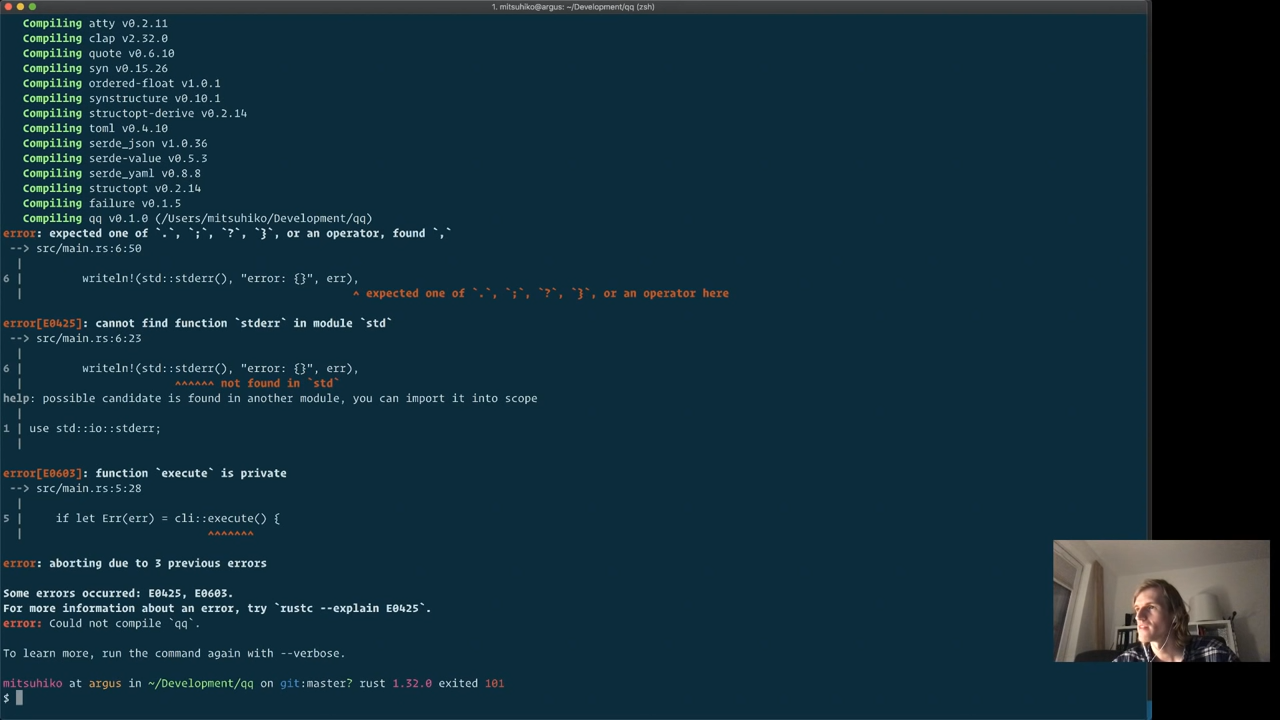 1. mitsuhiko@argus: ~/Development/qq (zsh)
Compiling atty v0.2.11
Compiling clap v2.32.0
Compiling quote v0.6.10
Compiling syn v0.15.26
Compiling ordered-float v1.0.1
Compiling synstructure v0.10.1
Compiling structopt-derive v0.2.14
Compiling toml v0.4.10
Compiling serde_json v1.0.36
Compiling serde-value v0.5.3
Compiling serde_yaml v0.8.8
Compiling structopt v0.2.14
Compiling failure v0.1.5
Compiling qq v0.1.0 (/Users/mitsuhiko/Development/qq)
error: expected one of `.`, `;`, `?`, `}`, or an operator, found `,`
--> src/main.rs:6:50
|
6 |         writeln!(std::stderr(), "error: {}", err),
|                                                  ^ expected one of `.`, `;`, `?`, `}`, or an operator here
error[E0425]: cannot find function `stderr` in module `std`
--> src/main.rs:6:23
|
6 |         writeln!(std::stderr(), "error: {}", err),
|                       ^^^^^^ not found in `std`
help: possible candidate is found in another module, you can import it into scope
|
1 | use std::io::stderr;
|
error[E0603]: function `execute` is private
--> src/main.rs:5:28
|
5 |     if let Err(err) = cli::execute() {
|                            ^^^^^^^
error: aborting due to 3 previous errors
Some errors occurred: E0425, E0603.
For more information about an error, try `rustc --explain E0425`.
error: Could not compile `qq`.
To learn more, run the command again with --verbose.
mitsuhiko at argus in ~/Development/qq on git:master? rust 1.32.0 exited 101
$